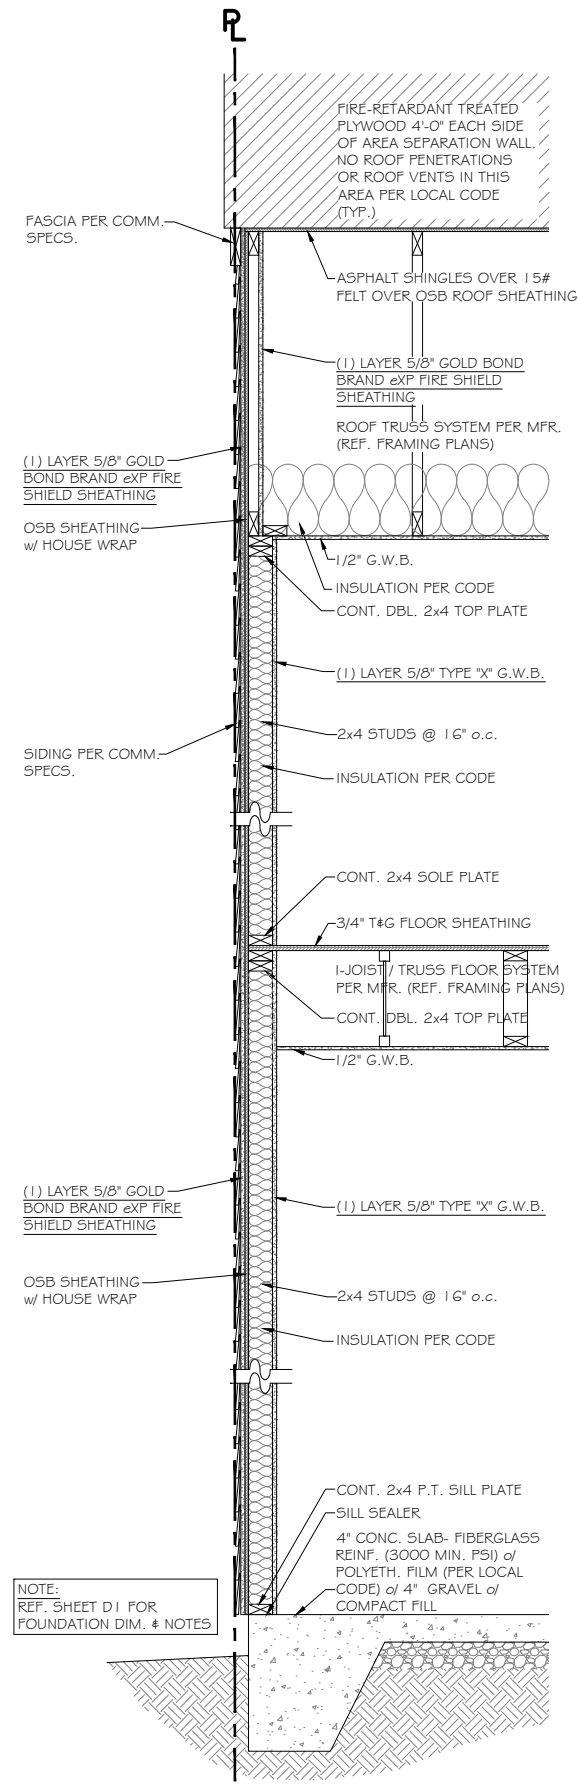 PL
FIRE-RETARDANT TREATED
PLYWOOD 4'-0" EACH SIDE
OF AREA SEPARATION WALL.
NO ROOF PENETRATIONS
OR ROOF VENTS IN THIS
AREA PER LOCAL CODE
(TYP.)
FASCIA PER COMM.
SPECS.
ASPHALT SHINGLES OVER 15#
FELT OVER OSB ROOF SHEATHING
(1) LAYER 5/8" GOLD BOND
BRAND eXP FIRE SHIELD
SHEATHING
ROOF TRUSS SYSTEM PER MFR.
(REF. FRAMING PLANS)
(1) LAYER 5/8" GOLD
BOND BRAND eXP FIRE
SHIELD SHEATHING
OSB SHEATHING
w/ HOUSE WRAP
1/2" G.W.B.
INSULATION PER CODE
CONT. DBL. 2x4 TOP PLATE
(1) LAYER 5/8" TYPE "X" G.W.B.
2x4 STUDS @ 16" o.c.
SIDING PER COMM.
SPECS.
INSULATION PER CODE
CONT. 2x4 SOLE PLATE
3/4" T&G FLOOR SHEATHING
I-JOIST / TRUSS FLOOR SYSTEM
PER MFR. (REF. FRAMING PLANS)
CONT. DBL. 2x4 TOP PLATE
1/2" G.W.B.
(1) LAYER 5/8" GOLD
BOND BRAND eXP FIRE
SHIELD SHEATHING
(1) LAYER 5/8" TYPE "X" G.W.B.
OSB SHEATHING
w/ HOUSE WRAP
2x4 STUDS @ 16" o.c.
INSULATION PER CODE
CONT. 2x4 P.T. SILL PLATE
SILL SEALER
4" CONC. SLAB- FIBERGLASS
REINF. (3000 MIN. PSI) o/
POLYETH. FILM (PER LOCAL
CODE) o/ 4" GRAVEL o/
COMPACT FILL
NOTE:
REF. SHEET D1 FOR
FOUNDATION DIM. & NOTES